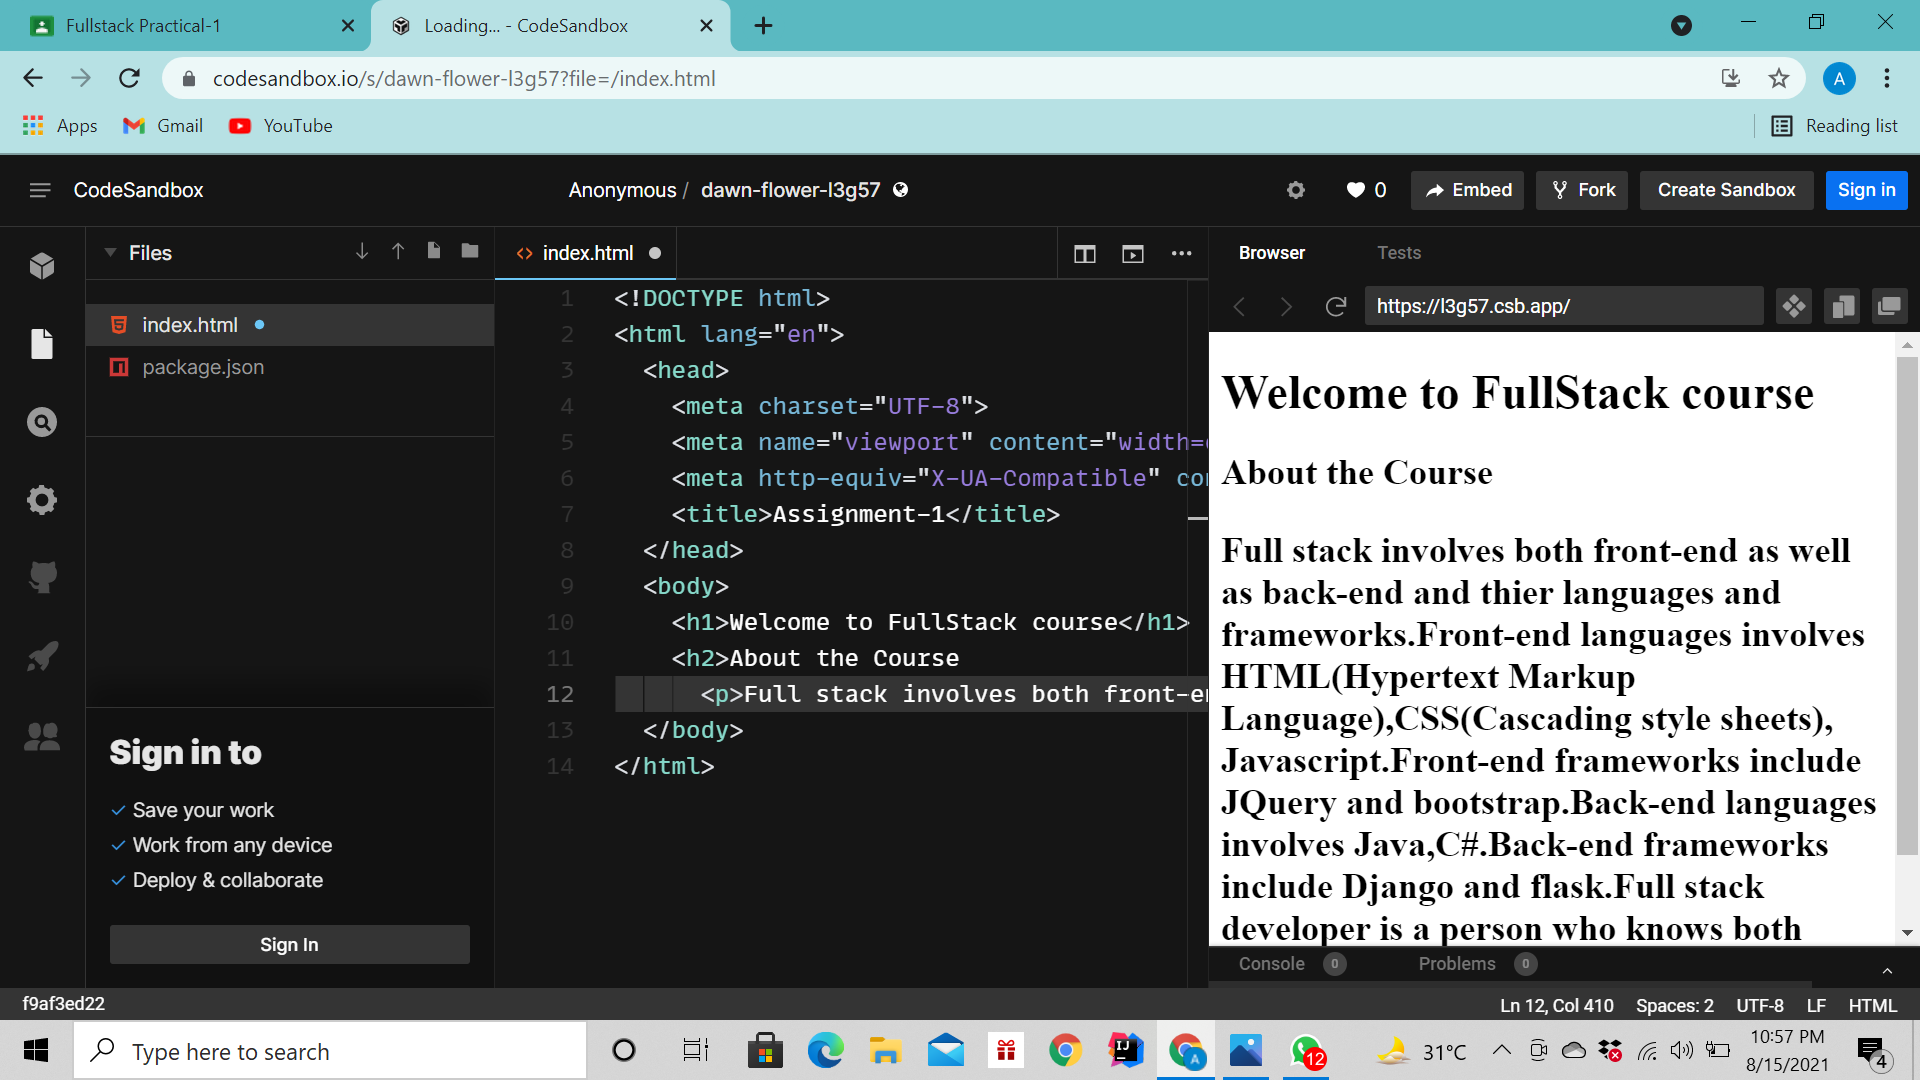 Fullstack Practical-1
Loading... - CodeSandbox
codesandbox.io/s/dawn-flower-l3g57?file=/index.html
A
Apps
Gmail
YouTube
Reading list
CodeSandbox
Anonymous / dawn-flower-l3g57
0
Embed
Fork
Create Sandbox
Sign in
Files
index.html
package.json
Sign in to
Save your work
Work from any device
Deploy & collaborate
Sign In
index.html
1 <!DOCTYPE html>
2 <html lang="en">
3 <head>
4 <meta charset="UTF-8">
5 <meta name="viewport" content="width=
6 <meta http-equiv="X-UA-Compatible" co
7 <title>Assignment-1</title>
8 </head>
9 <body>
10 <h1>Welcome to FullStack course</h1>
11 <h2>About the Course
12 <p>Full stack involves both front-e
13 </body>
14 </html>
Browser
Tests
https://l3g57.csb.app/
Welcome to FullStack course
About the Course
Full stack involves both front-end as well
as back-end and thier languages and
frameworks.Front-end languages involves
HTML(Hypertext Markup
Language),CSS(Cascading style sheets),
Javascript.Front-end frameworks include
JQuery and bootstrap.Back-end languages
involves Java,C#.Back-end frameworks
include Django and flask.Full stack
developer is a person who knows both
Console 0
Problems 0
f9af3ed22
Ln 12, Col 410
Spaces: 2
UTF-8
LF
HTML
Type here to search
IJ
A
12
31°C
10:57 PM
8/15/2021
4